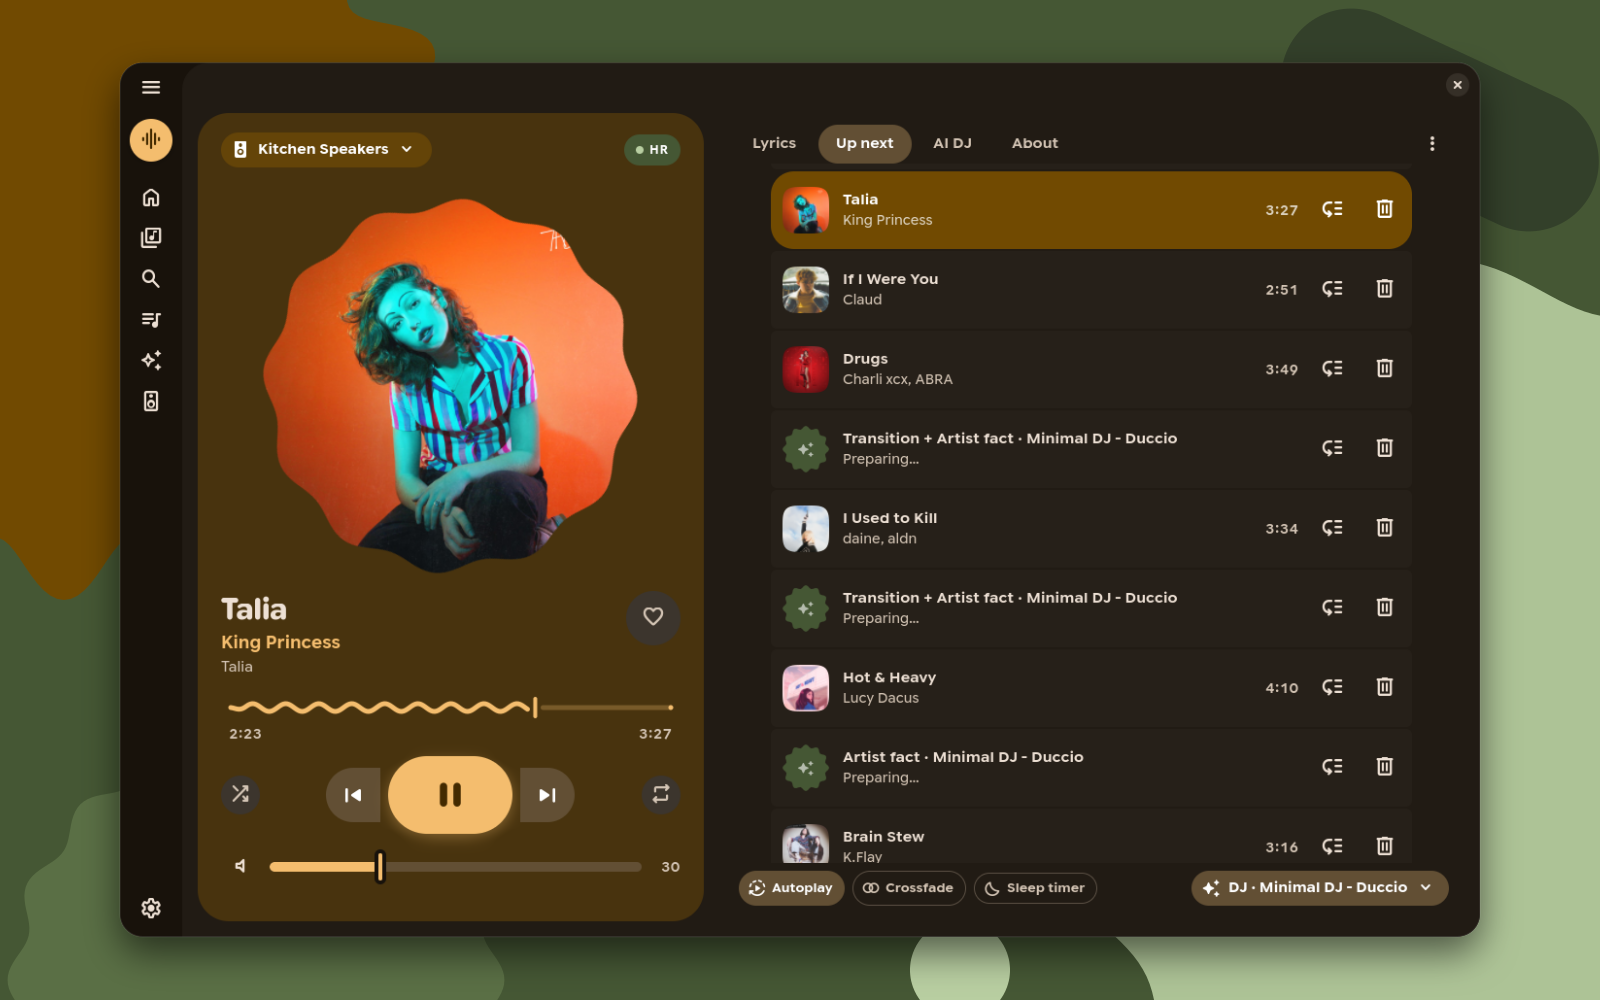 Kitchen Speakers
HR
Talia
King Princess
Talia
2:23
3:27
30
Lyrics
Up next
AI DJ
About
Talia
King Princess
3:27
If I Were You
Claud
2:51
Drugs
Charli xcx, ABRA
3:49
Transition + Artist fact · Minimal DJ - Duccio
Preparing...
I Used to Kill
daine, aldn
3:34
Transition + Artist fact · Minimal DJ - Duccio
Preparing...
Hot & Heavy
Lucy Dacus
4:10
Artist fact · Minimal DJ - Duccio
Preparing...
Brain Stew
K.Flay
3:16
Autoplay
Crossfade
Sleep timer
DJ · Minimal DJ - Duccio